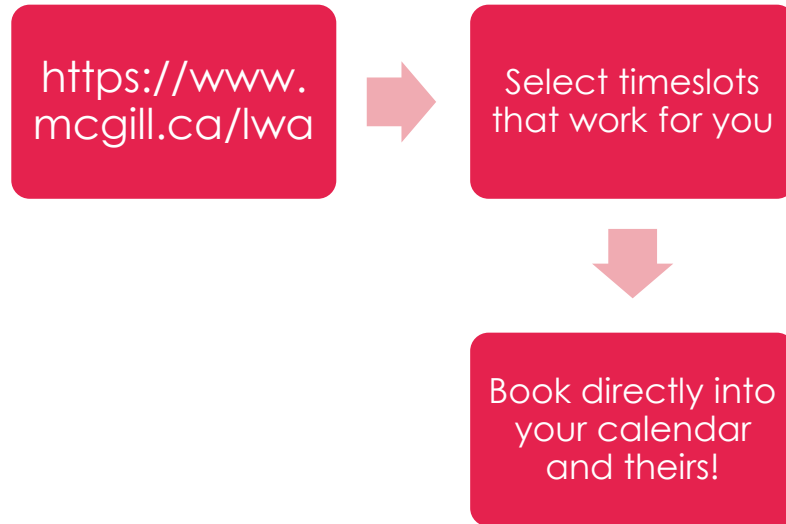 https://www.
mcgill.ca/lwa
Select timeslots
that work for you
Book directly into
your calendar
and theirs!